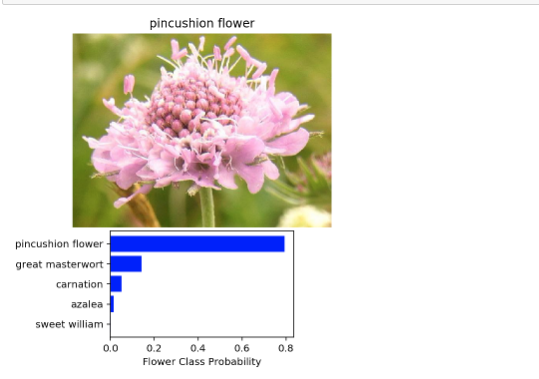 pincushion flower
pincushion flower
great masterwort
carnation
azalea
sweet william
0.0 0.2 0.4 0.6 0.8
Flower Class Probability